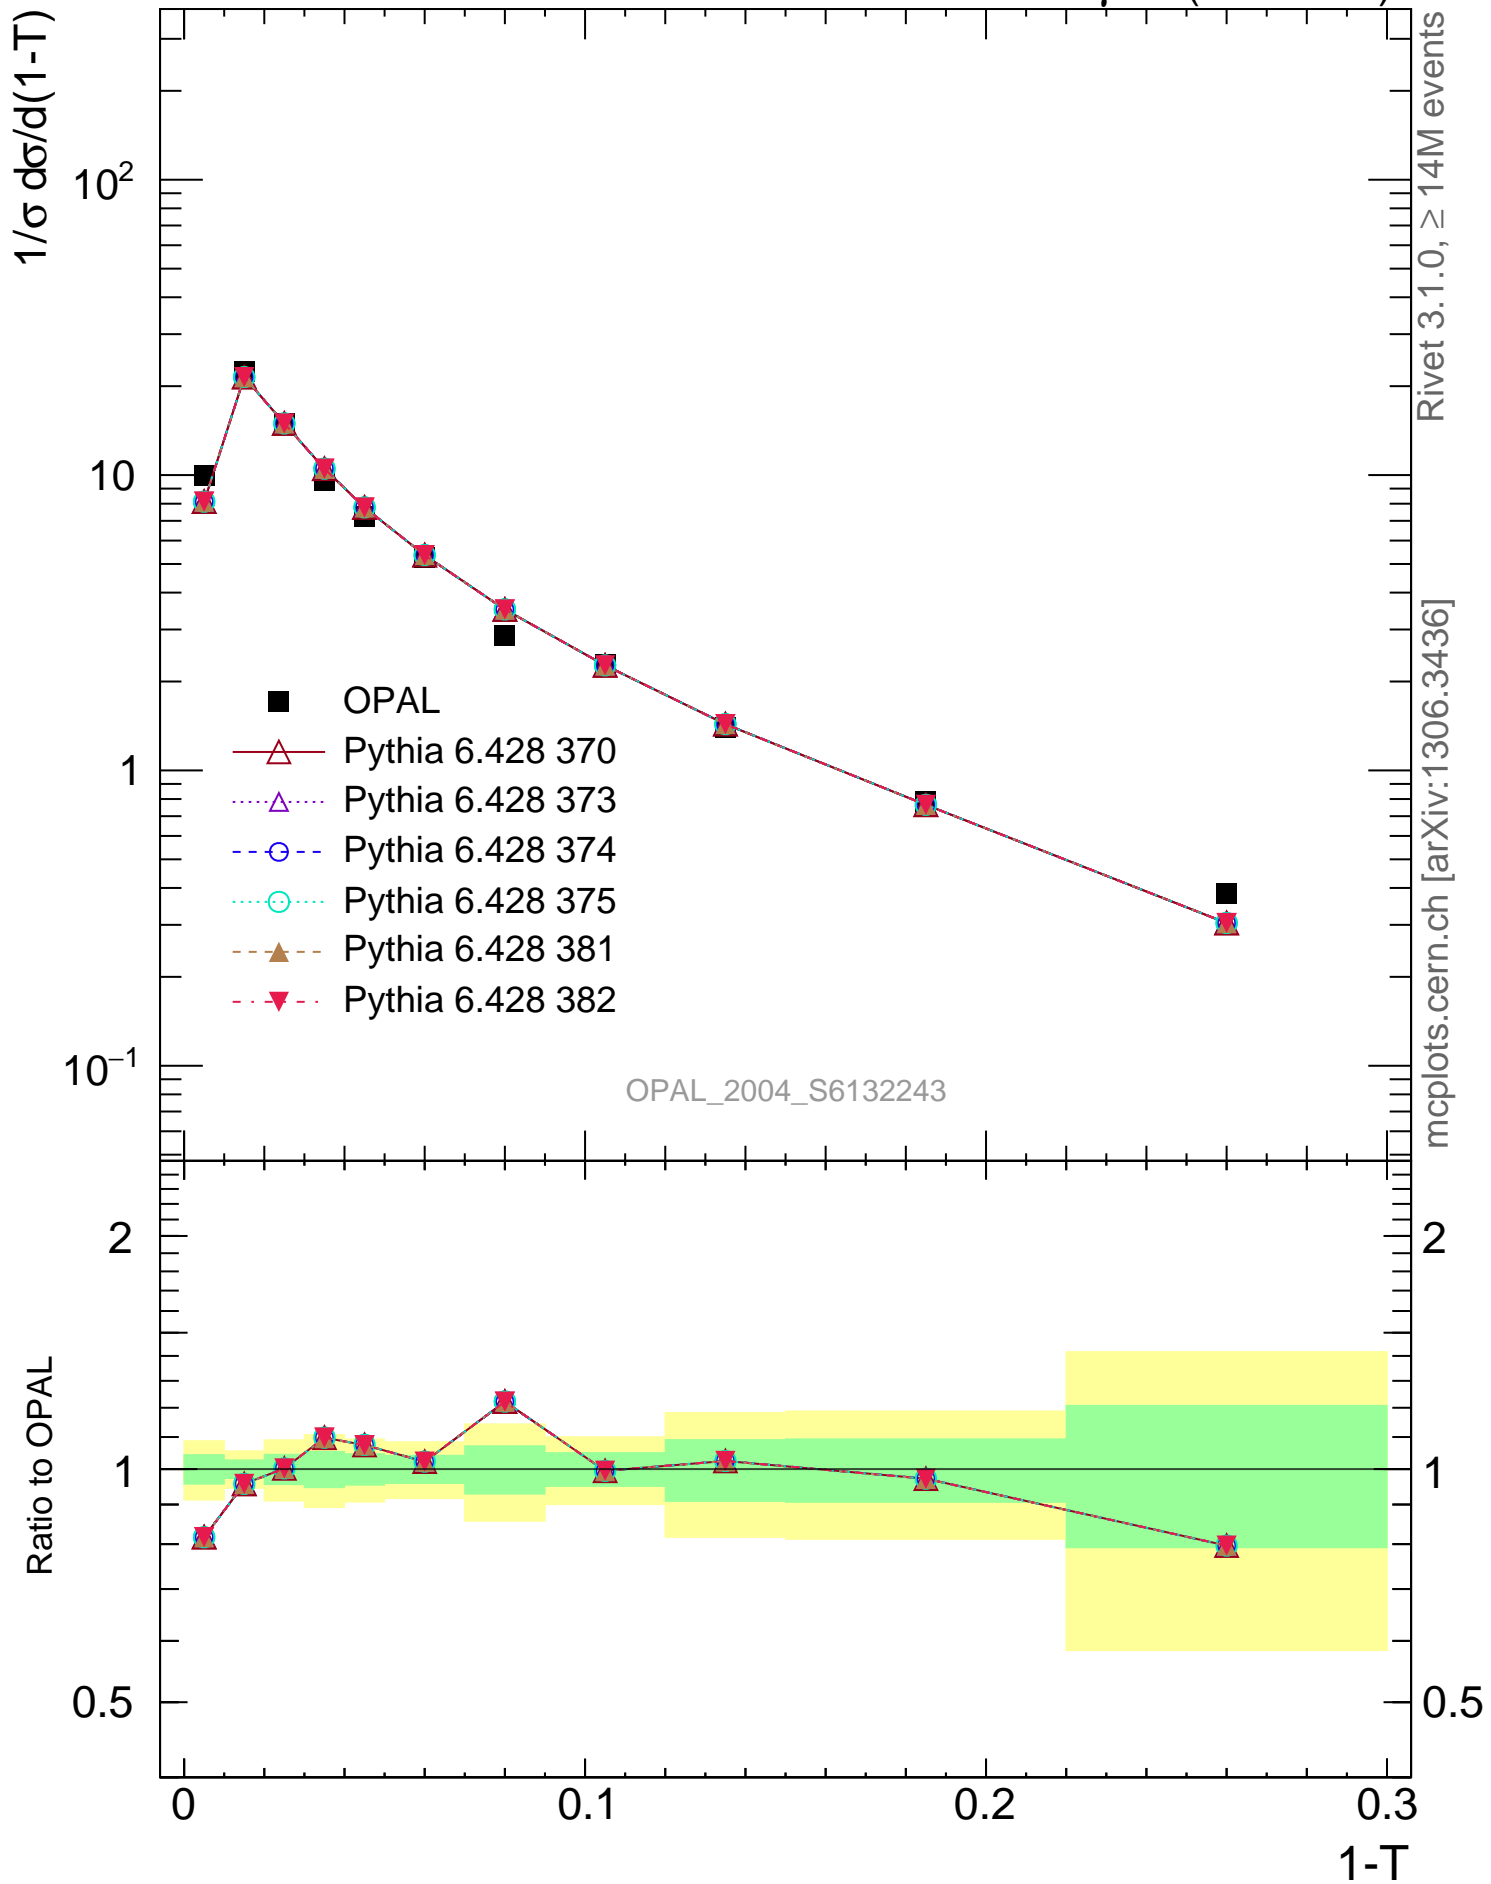 1/σ dσ/d(1-T)
10²
10
1
10⁻¹
OPAL
Pythia 6.428 370
Pythia 6.428 373
Pythia 6.428 374
Pythia 6.428 375
Pythia 6.428 381
Pythia 6.428 382
OPAL_2004_S6132243
Rivet 3.1.0, ≥ 14M events
mcplots.cern.ch [arXiv:1306.3436]
Ratio to OPAL
2
1
0.5
2
1
0.5
0
0.1
0.2
0.3
1-T